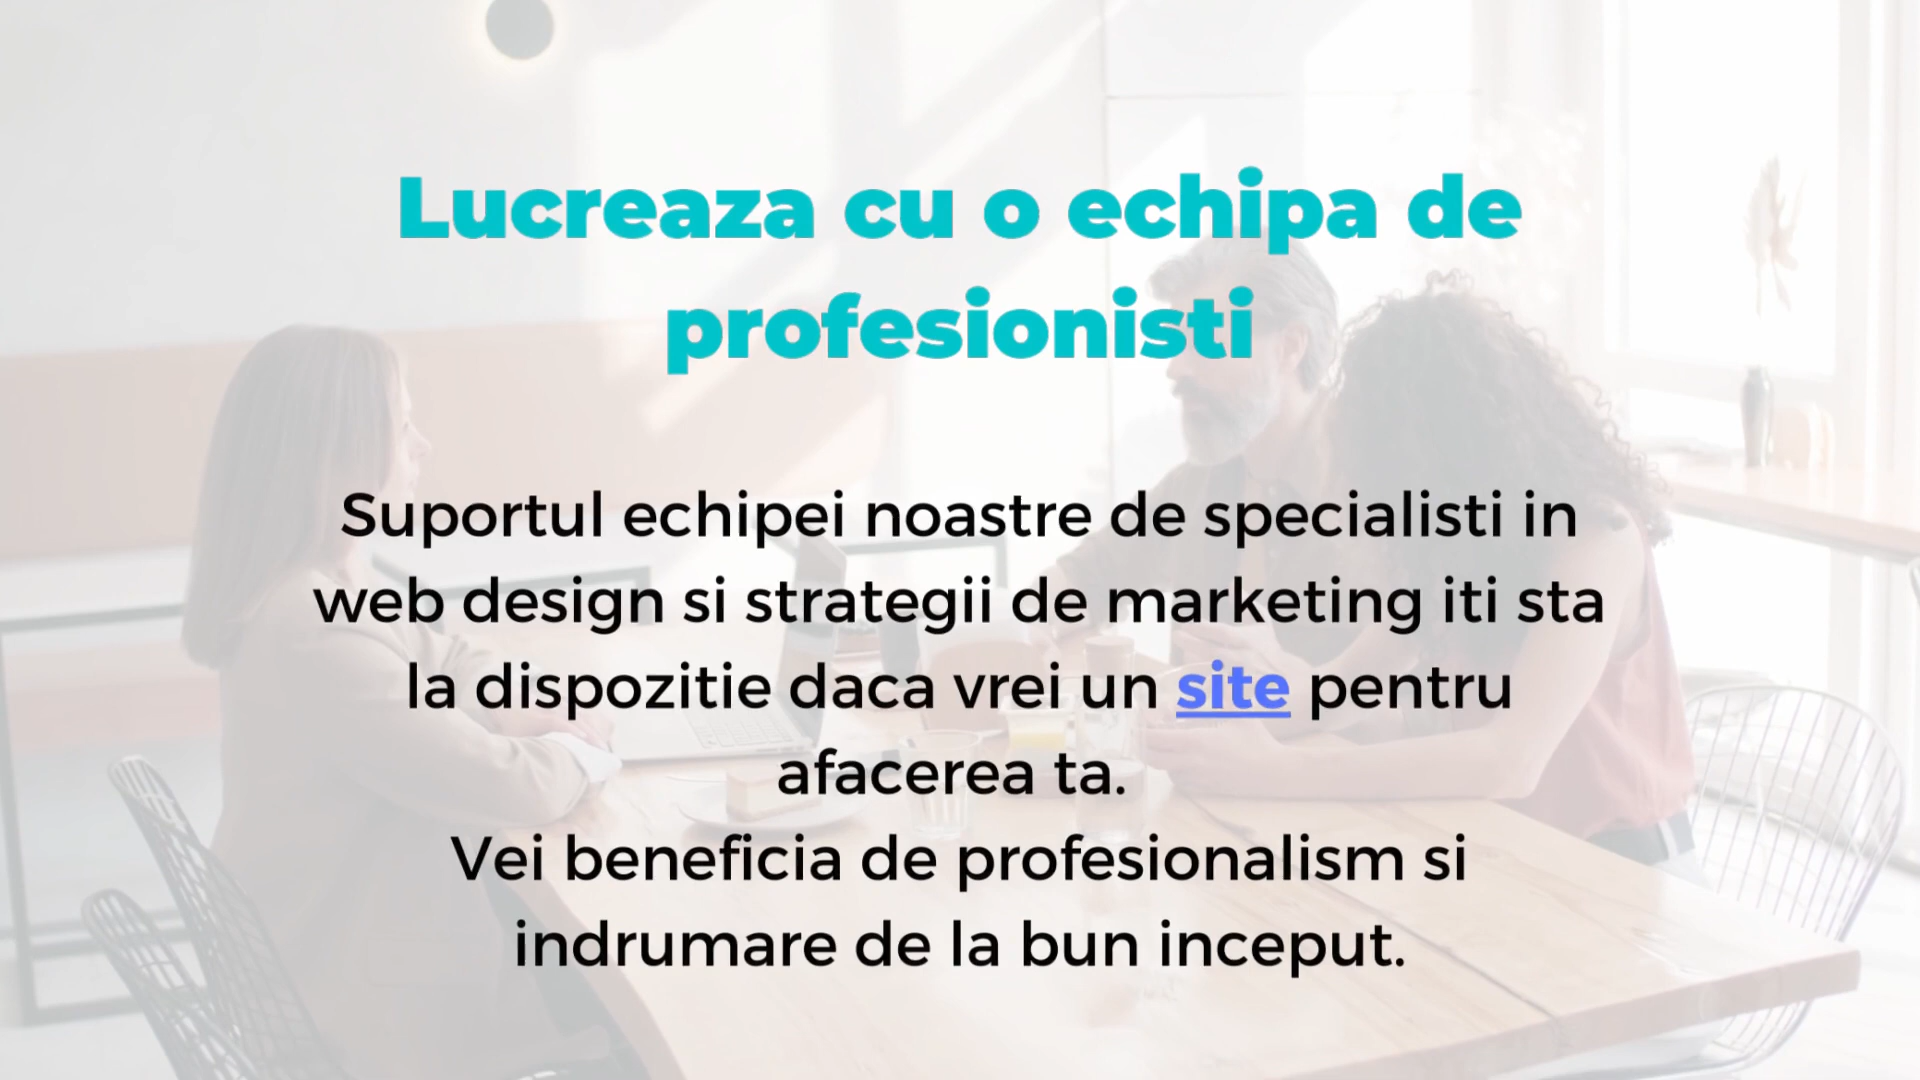 Lucreaza cu o echipa de
profesionisti
Suportul echipei noastre de specialisti in
web design si strategii de marketing iti sta
la dispozitie daca vrei un site pentru
afacerea ta.
Vei beneficia de profesionalism si
indrumare de la bun inceput.